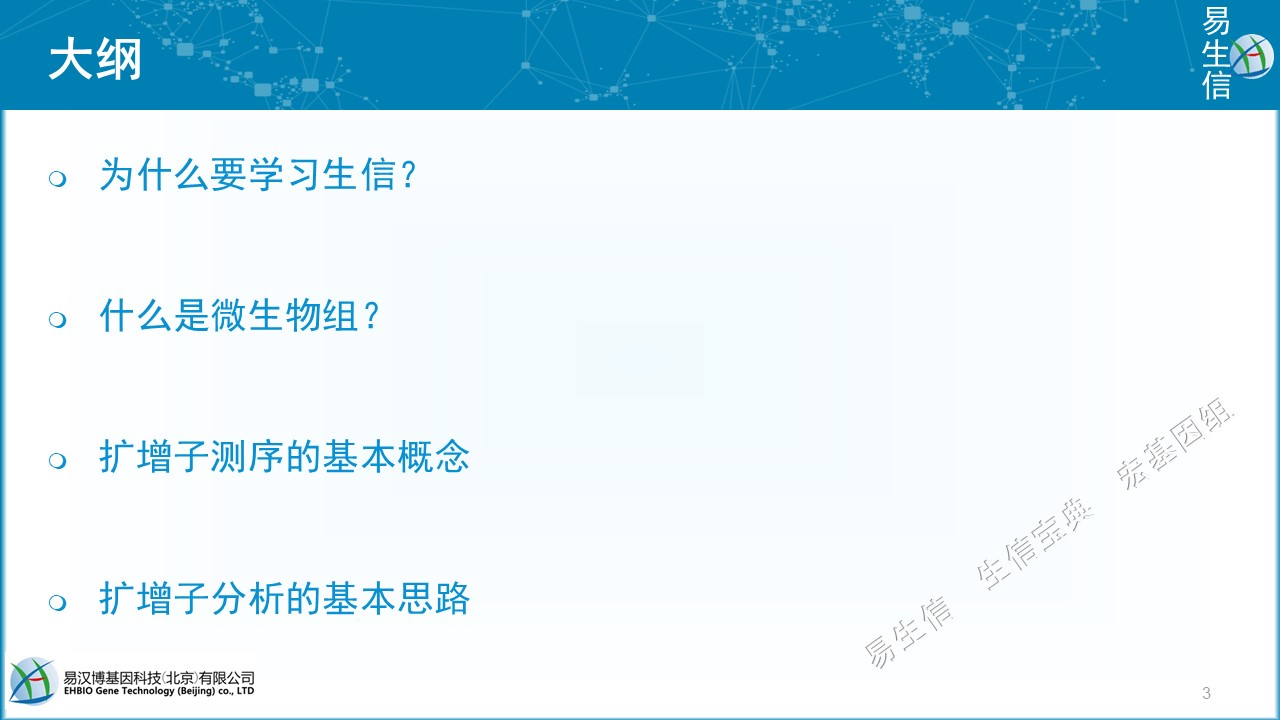 大纲
易生信
为什么要学习生信？
什么是微生物组？
扩增子测序的基本概念
扩增子分析的基本思路
易生信 生信宝典 宏基因组
易汉博基因科技(北京)有限公司
EHBIO Gene Technology (Beijing) co., LTD
3